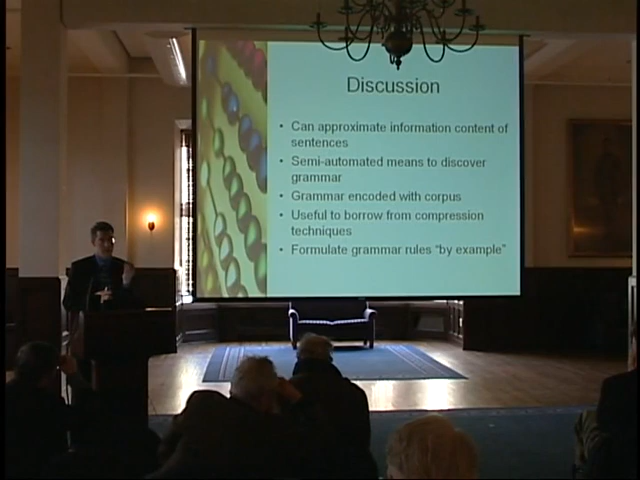 Discussion
• Can approximate information content of
sentences
• Semi-automated means to discover
grammar
• Grammar encoded with corpus
• Useful to borrow from compression
techniques
• Formulate grammar rules “by example”